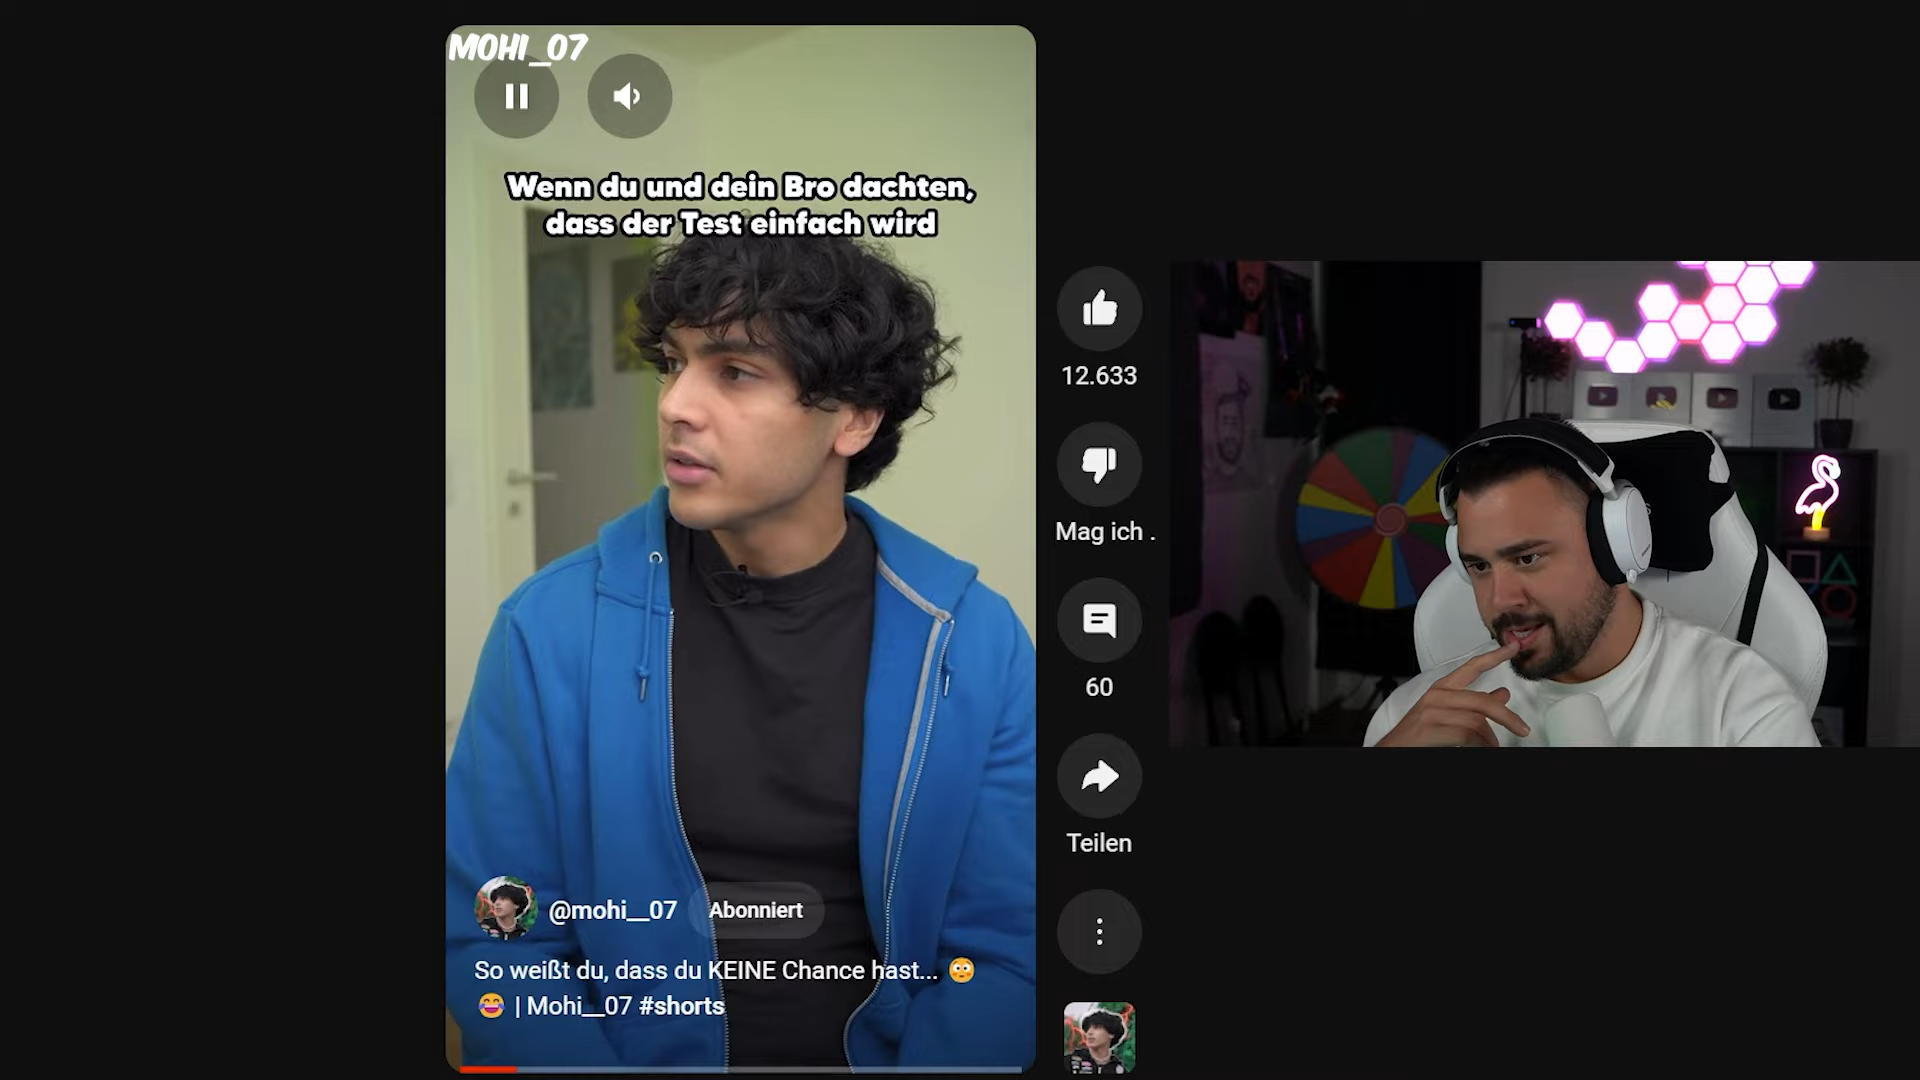 MOHI_07
Wenn du und dein Bro dachten,
dass der Test einfach wird
12.633
Mag ich .
60
Teilen
@mohi__07 Abonniert
So weißt du, dass du KEINE Chance hast... 😳
😂 | Mohi__07 #shorts